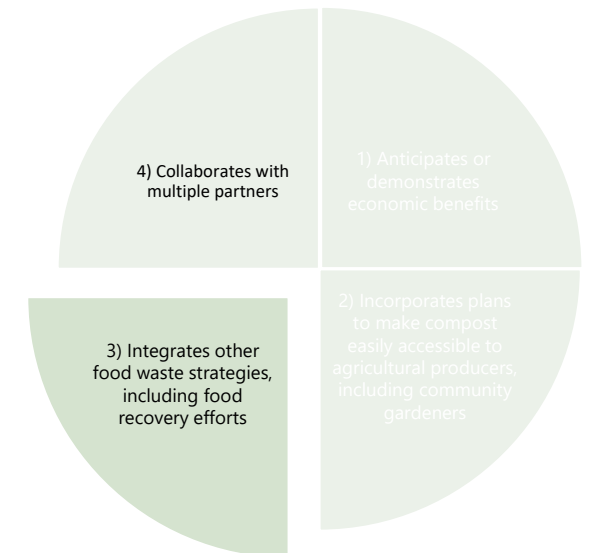 4) Collaborates with
multiple partners
1) Anticipates or
demonstrates
economic benefits
2) Incorporates plans
to make compost
easily accessible to
agricultural producers,
including community
gardeners
3) Integrates other
food waste strategies,
including food
recovery efforts